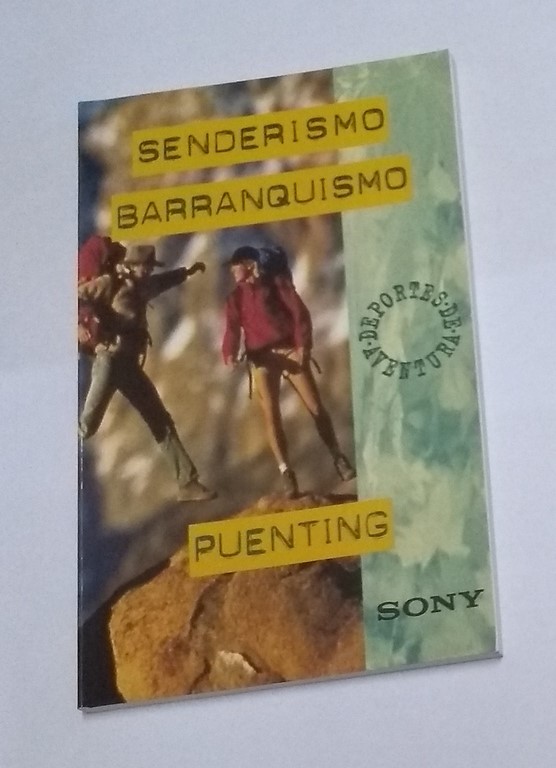 SENDERISMO
BARRANQUISMO
·DEPORTES·DE·AVENTURA
PUENTING
SONY